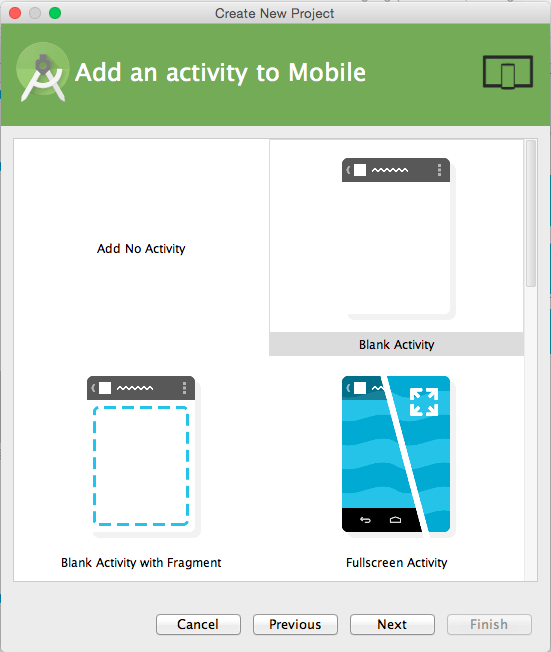 Create New Project
Add an activity to Mobile
Add No Activity
Blank Activity
Blank Activity with Fragment
Fullscreen Activity
Cancel
Previous
Next
Finish